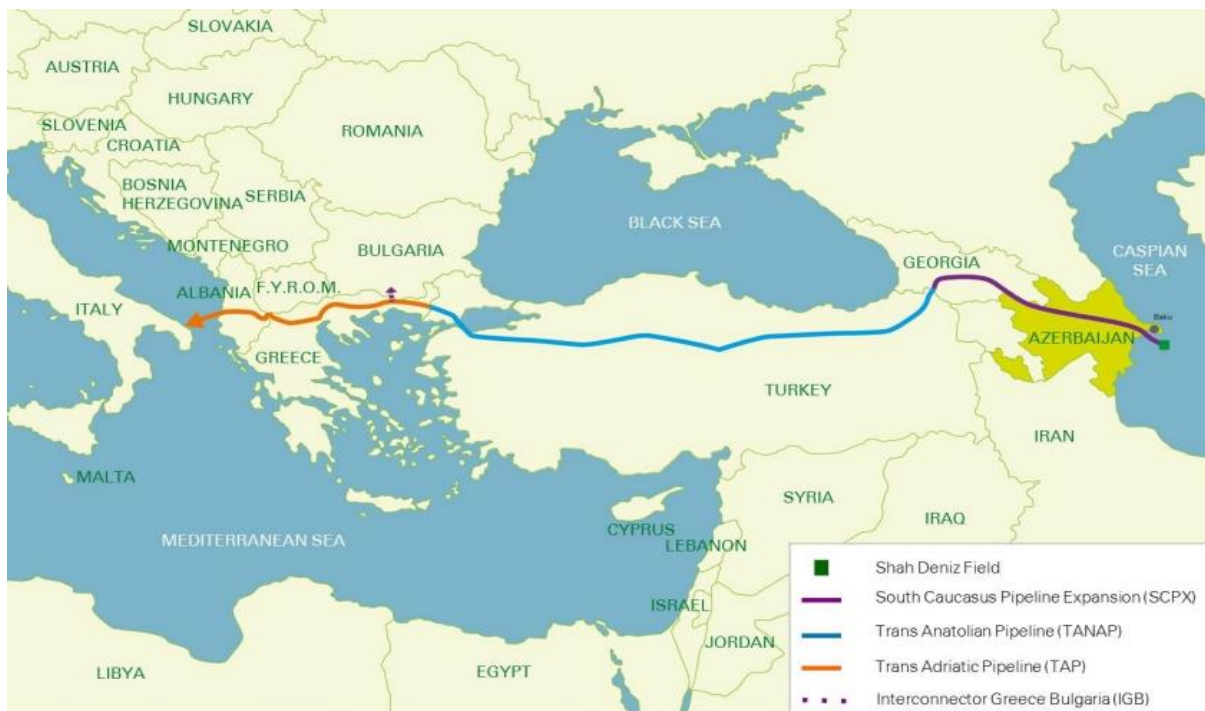 SLOVAKIA
AUSTRIA
HUNGARY
SLOVENIA
ROMANIA
CROATIA
BOSNIA
HERZEGOVINA
SERBIA
BLACK SEA
MONTENEGRO
BULGARIA
CASPIAN
SEA
GEORGIA
ALBANIA
F.Y.R.O.M.
ITALY
Baku
AZERBAIJAN
GREECE
TURKEY
IRAN
MALTA
SYRIA
IRAQ
CYPRUS
LEBANON
MEDITERRANEAN SEA
ISRAEL
JORDAN
LIBYA
EGYPT
Shah Deniz Field
South Caucasus Pipeline Expansion (SCPX)
Trans Anatolian Pipeline (TANAP)
Trans Adriatic Pipeline (TAP)
Interconnector Greece Bulgaria (IGB)